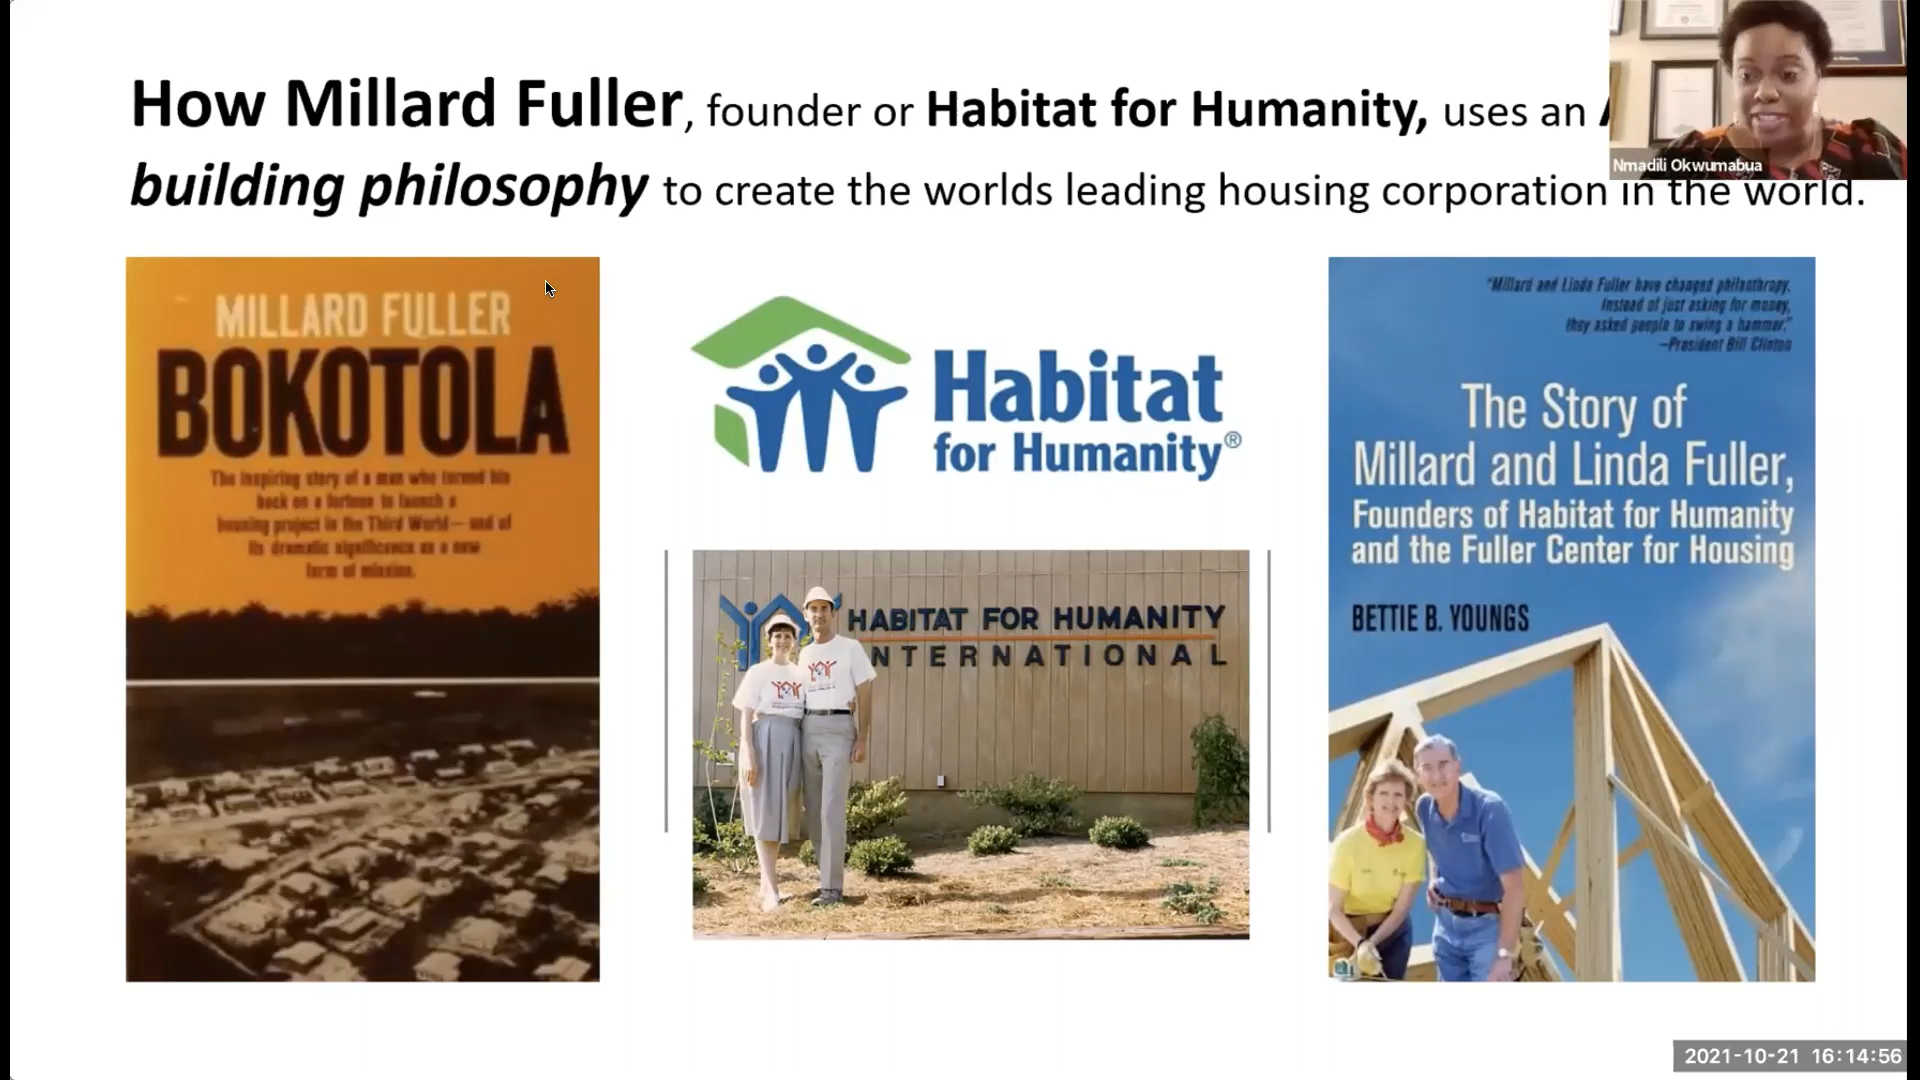 How Millard Fuller, founder or Habitat for Humanity, uses an
building philosophy to create the worlds leading housing corporation in the world.
Nmadili Okwumabua
MILLARD FULLER
BOKOTOLA
The inspiring story of a man who turned his
back on a fortune to launch a
housing project in the Third World— and of
its dramatic significance as a new
form of mission.
Habitat
for Humanity®
HABITAT FOR HUMANITY
INTERNATIONAL
"Millard and Linda Fuller have changed philanthropy.
Instead of just asking for money,
they asked people to swing a hammer."
—President Bill Clinton
The Story of
Millard and Linda Fuller,
Founders of Habitat for Humanity
and the Fuller Center for Housing
BETTIE B. YOUNGS
2021-10-21 16:14:56